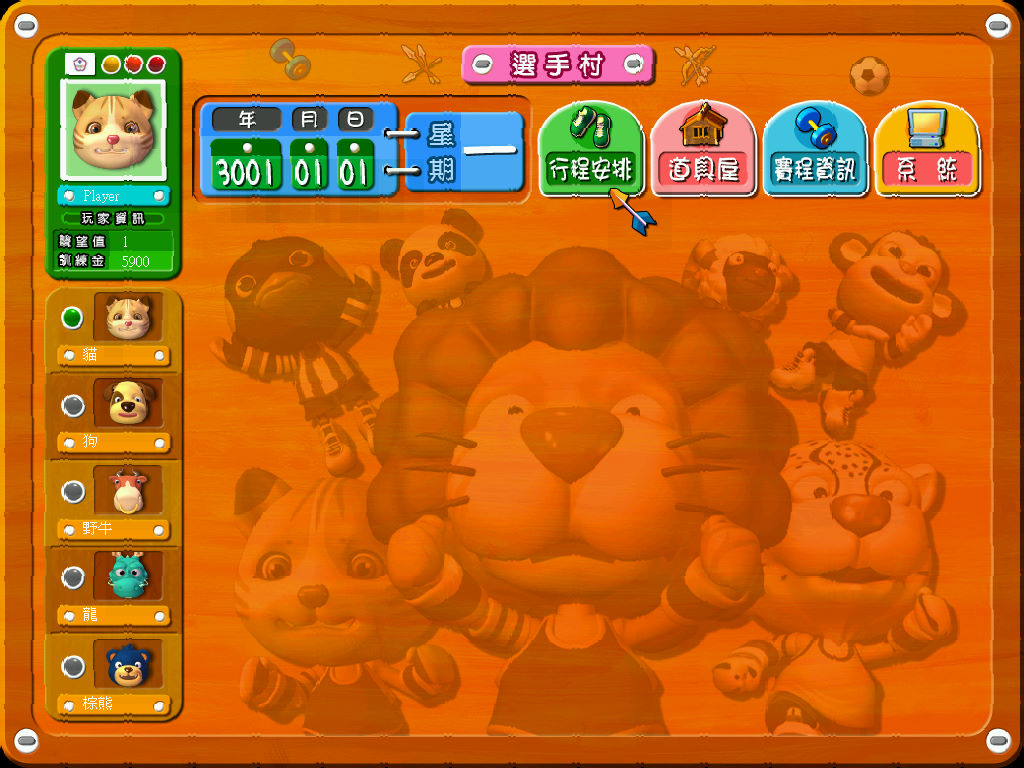 選手村
年 月 日
3001 01 01
星期 一
行程安排
道具屋
賽程資訊
系統
Player
玩家資訊
聲望值 1
訓練金 5900
貓
狗
野牛
龍
棕熊